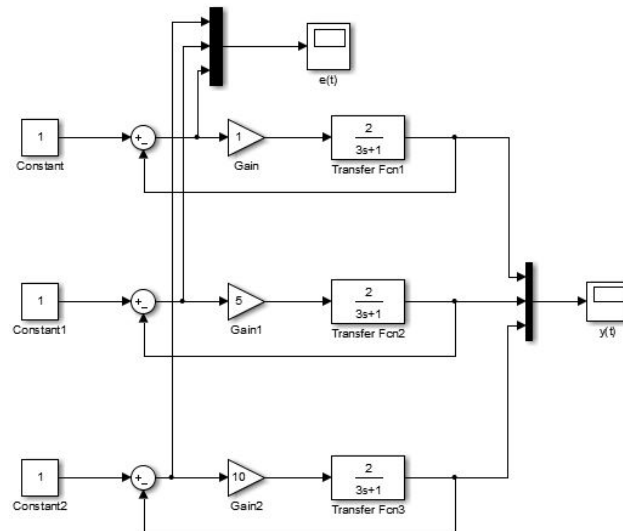 e(t)
1
Constant
+
−
1
Gain
2
3s+1
Transfer Fcn1
1
Constant1
+
−
5
Gain1
2
3s+1
Transfer Fcn2
y(t)
1
Constant2
+
−
10
Gain2
2
3s+1
Transfer Fcn3